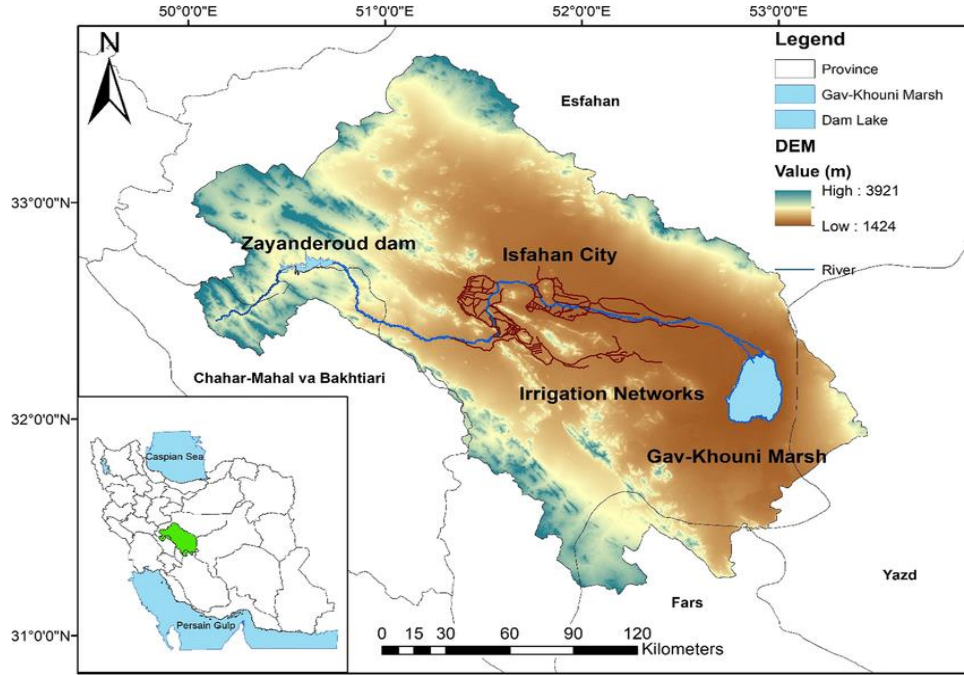 50°0'0"E
51°0'0"E
52°0'0"E
53°0'0"E
N
Legend
Province
Gav-Khouni Marsh
Dam Lake
DEM
Value (m)
High : 3921
Low : 1424
River
Esfahan
33°0'0"N
Zayanderoud dam
Isfahan City
Chahar-Mahal va Bakhtiari
Irrigation Networks
32°0'0"N
Gav-Khouni Marsh
Caspian Sea
Yazd
Fars
Persain Gulp
31°0'0"N
0 15 30 60 90 120
Kilometers